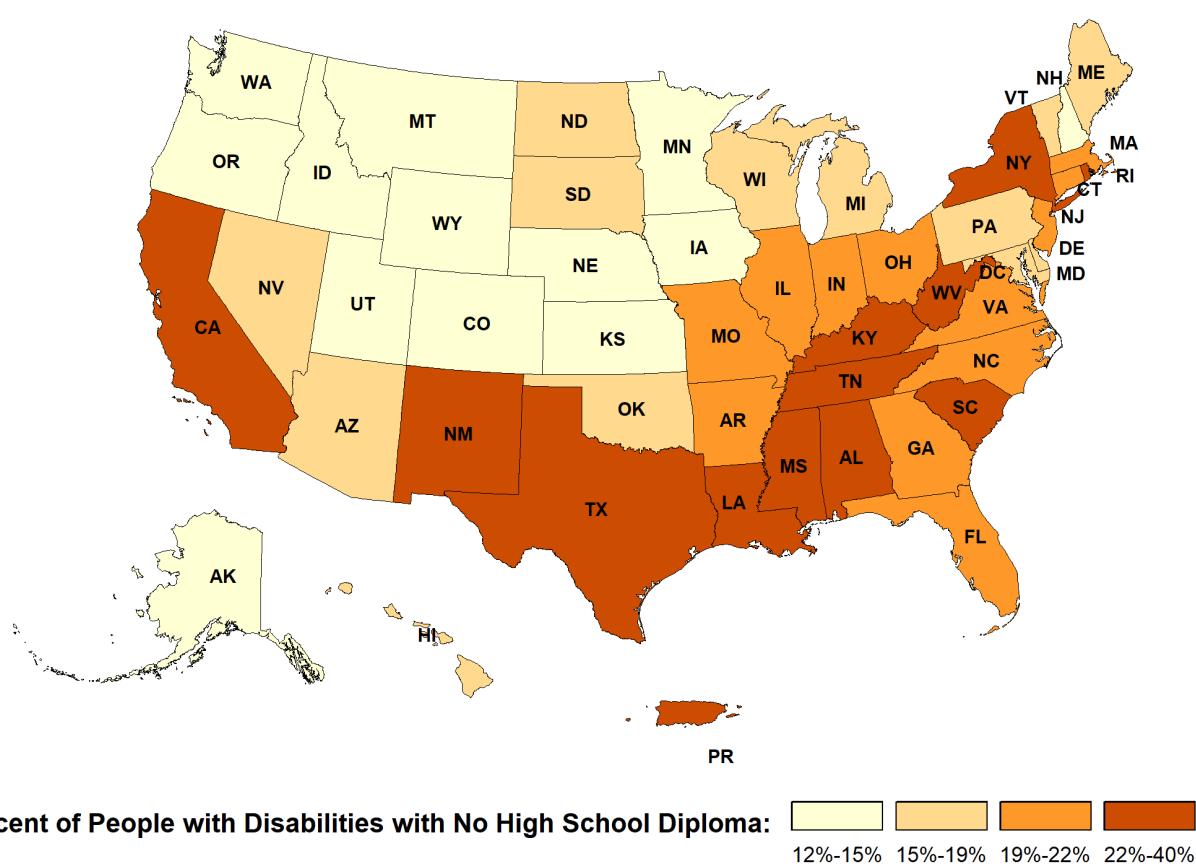 WA
MT
ND
MN
NH
ME
VT
MA
OR
ID
SD
WI
MI
NY
RI
CT
WY
IA
PA
NJ
NE
DE
NV
UT
CO
IL
IN
OH
DC
MD
WV
VA
CA
KS
MO
KY
NC
AZ
NM
OK
AR
TN
SC
TX
LA
MS
AL
GA
FL
AK
HI
PR
cent of People with Disabilities with No High School Diploma:
12%-15% 15%-19% 19%-22% 22%-40%